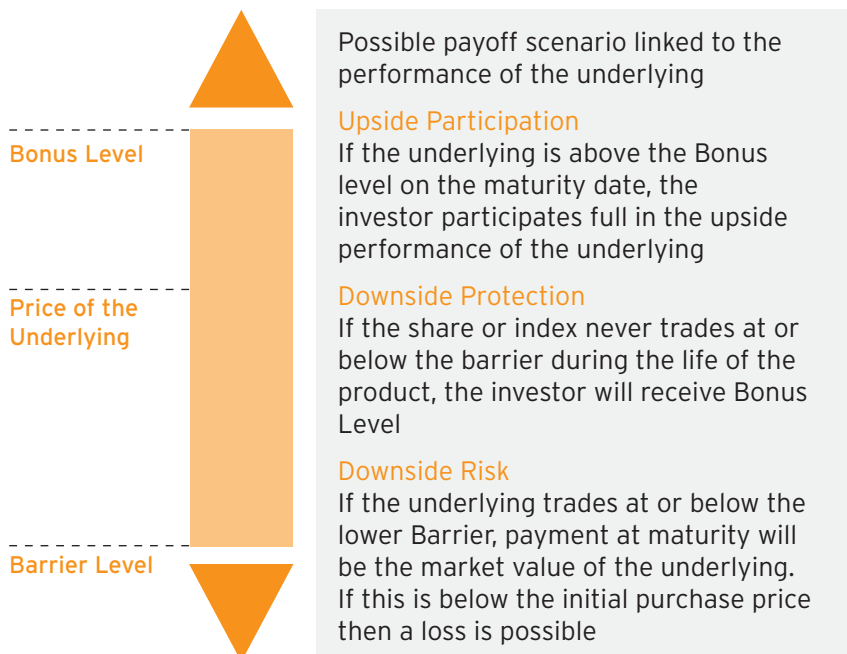 Bonus Level
Price of the
Underlying
Barrier Level
Possible payoff scenario linked to the
performance of the underlying
Upside Participation
If the underlying is above the Bonus
level on the maturity date, the
investor participates full in the upside
performance of the underlying
Downside Protection
If the share or index never trades at or
below the barrier during the life of the
product, the investor will receive Bonus
Level
Downside Risk
If the underlying trades at or below the
lower Barrier, payment at maturity will
be the market value of the underlying.
If this is below the initial purchase price
then a loss is possible